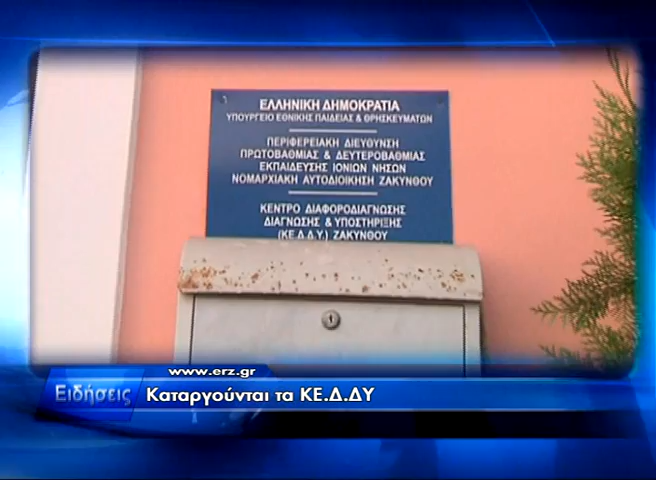 ΕΛΛΗΝΙΚΗ ΔΗΜΟΚΡΑΤΙΑ
ΥΠΟΥΡΓΕΙΟ ΕΘΝΙΚΗΣ ΠΑΙΔΕΙΑΣ & ΘΡΗΣΚΕΥΜΑΤΩΝ
ΠΕΡΙΦΕΡΕΙΑΚΗ ΔΙΕΥΘΥΝΣΗ
ΠΡΩΤΟΒΑΘΜΙΑΣ & ΔΕΥΤΕΡΟΒΑΘΜΙΑΣ
ΕΚΠΑΙΔΕΥΣΗΣ ΙΟΝΙΩΝ ΝΗΣΩΝ
ΝΟΜΑΡΧΙΑΚΗ ΑΥΤΟΔΙΟΙΚΗΣΗ ΖΑΚΥΝΘΟΥ
ΚΕΝΤΡΟ ΔΙΑΦΟΡΟΔΙΑΓΝΩΣΗΣ
ΔΙΑΓΝΩΣΗΣ & ΥΠΟΣΤΗΡΙΞΗΣ
(ΚΕ.Δ.Δ.Υ.) ΖΑΚΥΝΘΟΥ
www.erz.gr
Ειδήσεις Καταργούνται τα ΚΕ.Δ.ΔΥ